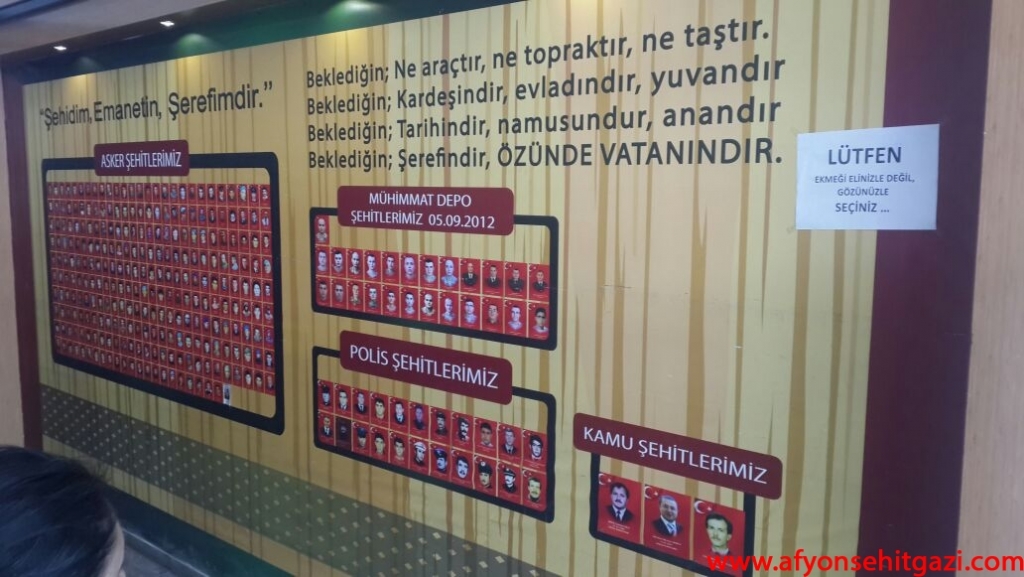 "Şehidim, Emanetin, Şerefimdir."
Beklediğin; Ne araçtır, ne topraktır, ne taştır.
Beklediğin; Kardeşindir, evladındır, yuvandır
Beklediğin; Tarihindir, namusundur, anandır
Beklediğin; Şerefindir, ÖZÜNDE VATANINDIR.
ASKER ŞEHİTLERİMİZ
MÜHİMMAT DEPO
ŞEHİTLERİMİZ 05.09.2012
POLİS ŞEHİTLERİMİZ
KAMU ŞEHİTLERİMİZ
LÜTFEN
EKMEĞİ ELİNİZLE DEĞİL,
GÖZÜNÜZLE
SEÇİNİZ ...
www.afyonsehitgazi.com